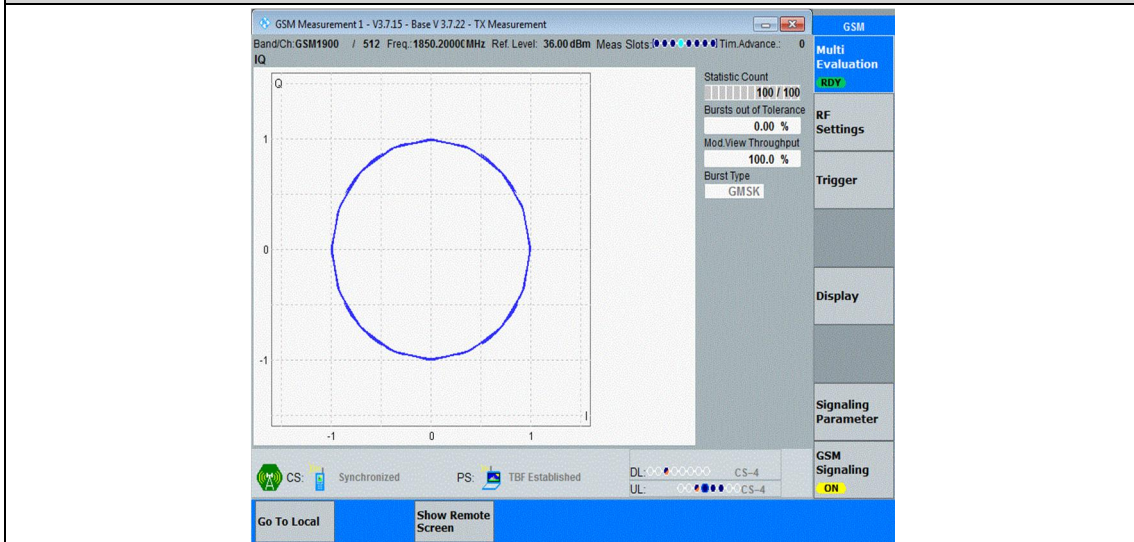 GSM Measurement 1 - V3.7.15 - Base V 3.7.22 - TX Measurement
GSM
Band/Ch:GSM1900 / 512 Freq.:1850.2000CMHz Ref. Level: 36.00 dBm Meas Slots: Tim.Advance.: 0
IQ
Multi
Evaluation
RDY
Q
Statistic Count
100 / 100
Bursts out of Tolerance
0.00 %
Mod.View Throughput
100.0 %
Burst Type
GMSK
RF
Settings
Trigger
Display
Signaling
Parameter
GSM
Signaling
ON
1
0
-1
I
-1 0 1
CS: Synchronized PS: TBF Established
DL: CS-4
UL: CS-4
Go To Local
Show Remote
Screen